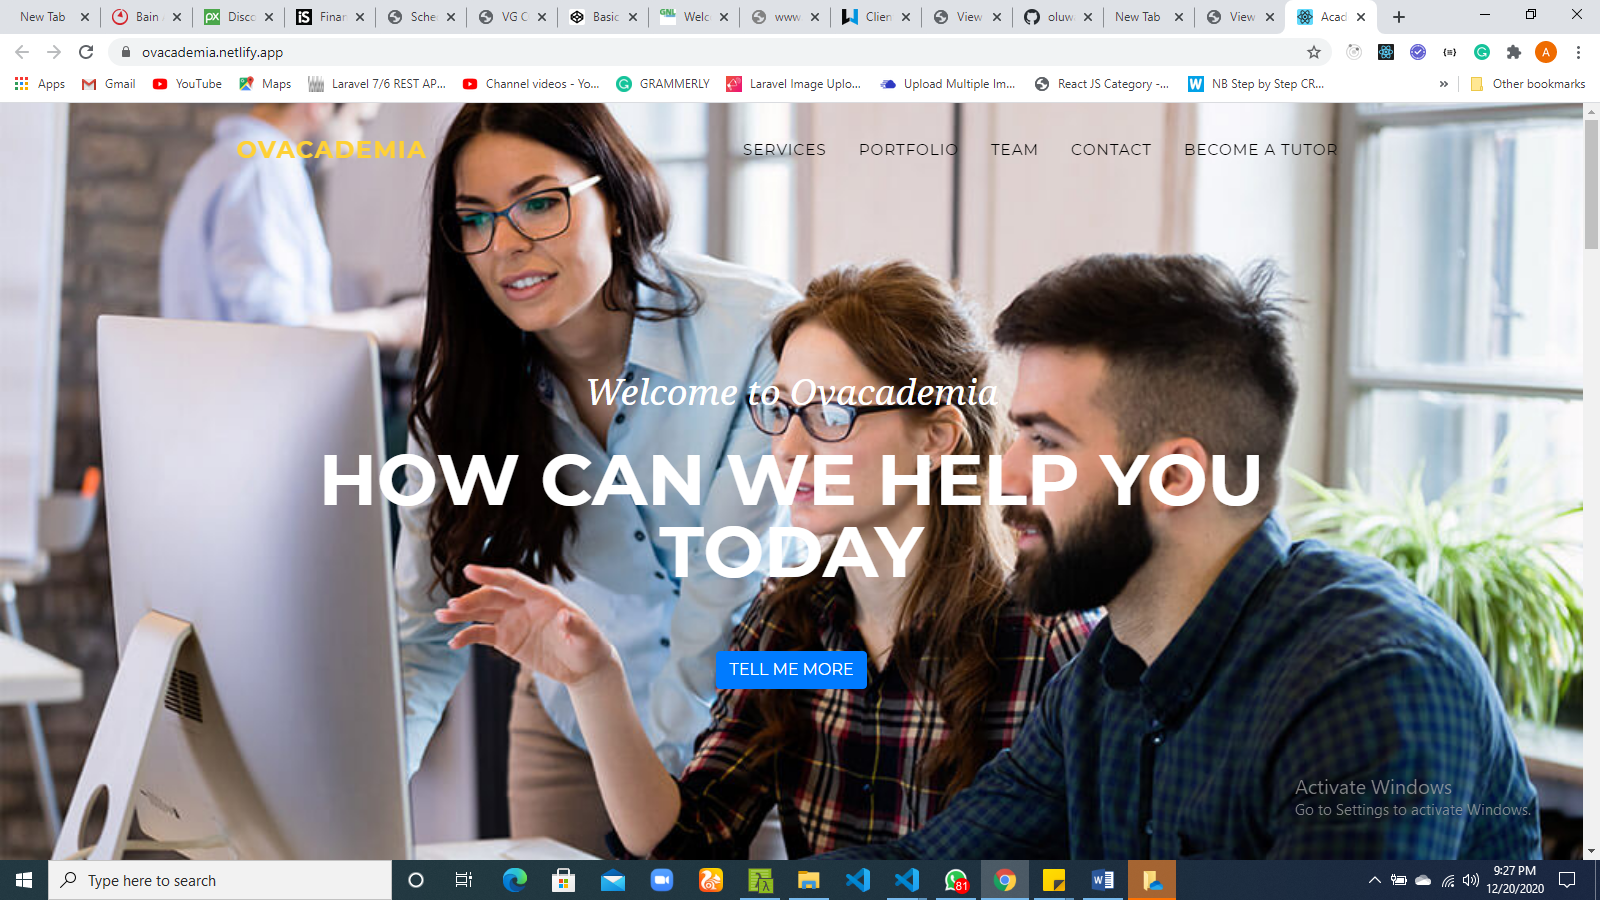 New Tab
Bain
Disco
Finan
Sche
VG C
Basic
Welc
www
Clien
View
oluw
New Tab
View
Acad
ovacademia.netlify.app
A
Apps
Gmail
YouTube
Maps
Laravel 7/6 REST AP...
Channel videos - Yo...
GRAMMERLY
Laravel Image Uplo...
Upload Multiple Im...
React JS Category -...
NB Step by Step CR...
»
Other bookmarks
OVACADEMIA
SERVICES
PORTFOLIO
TEAM
CONTACT
BECOME A TUTOR
Welcome to Ovacademia
HOW CAN WE HELP YOU
TODAY
TELL ME MORE
Activate Windows
Go to Settings to activate Windows.
Type here to search
81
9:27 PM
12/20/2020